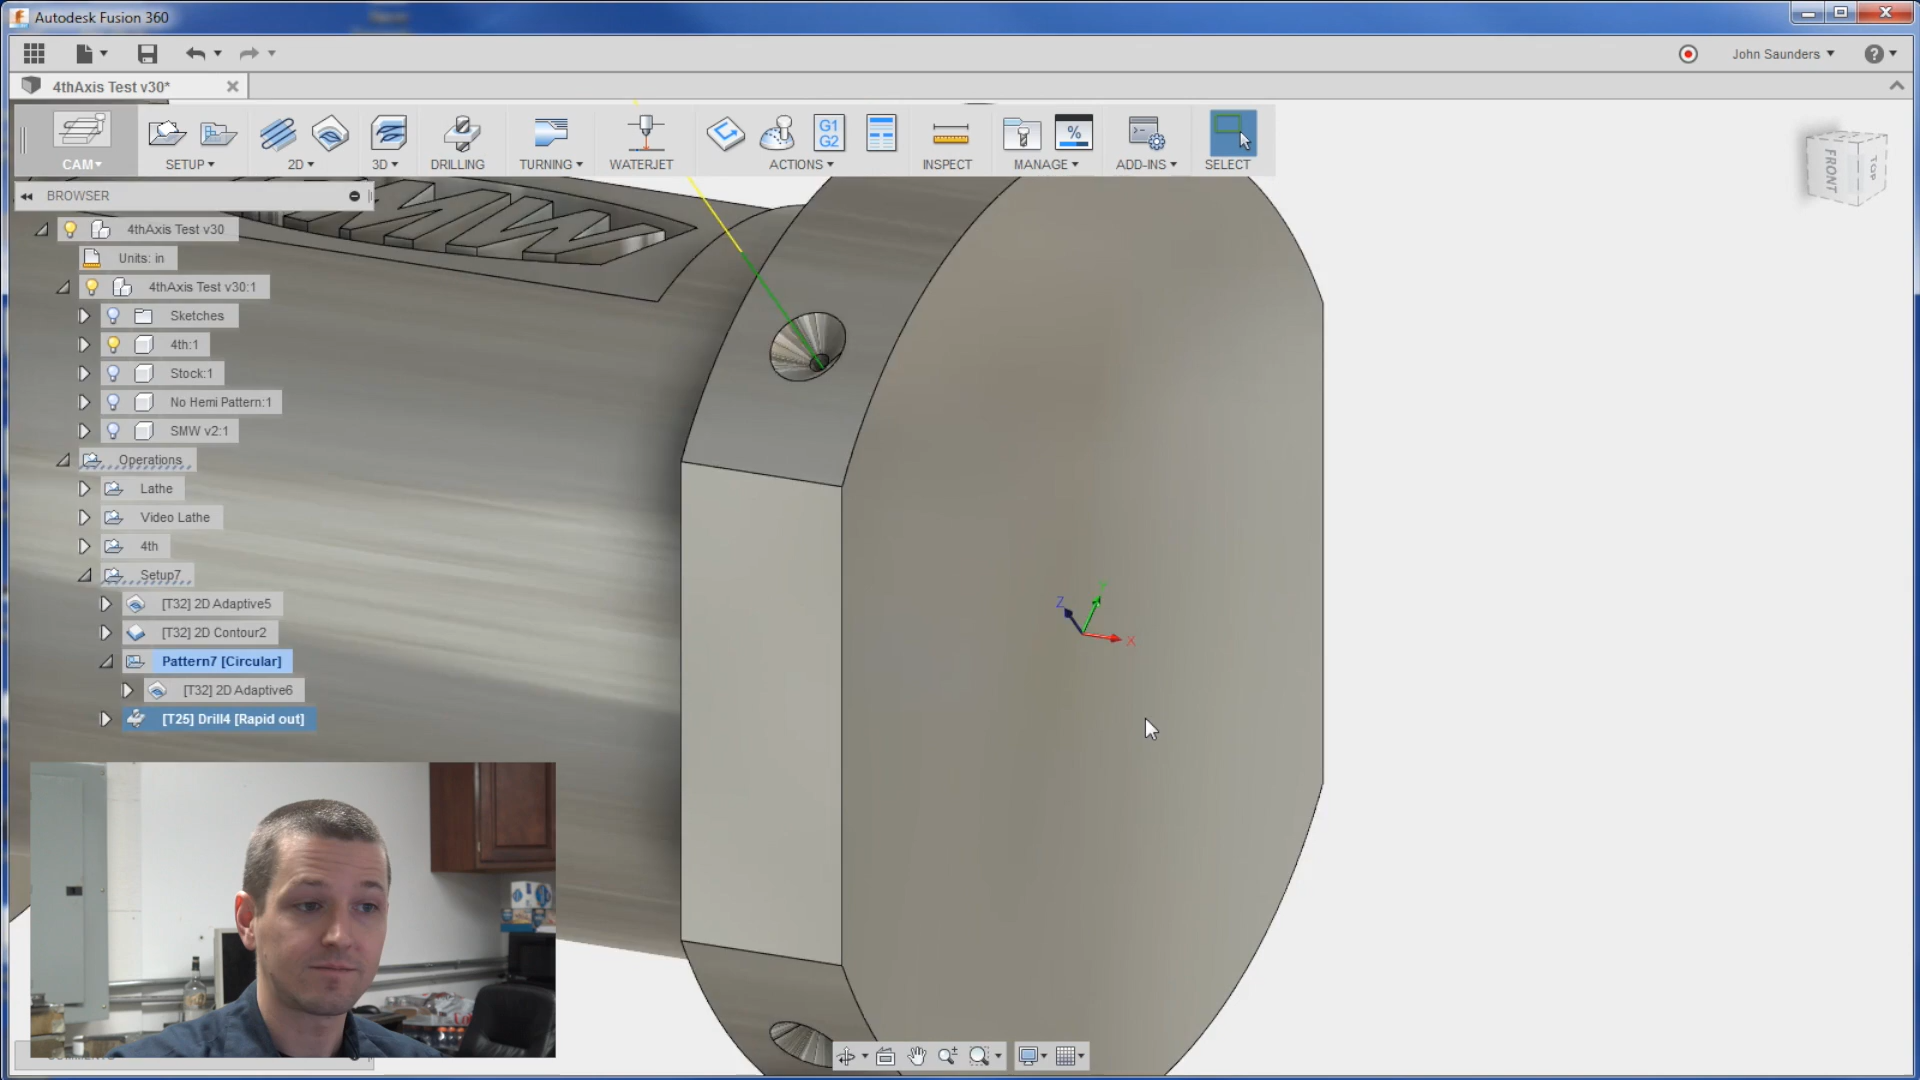 Autodesk Fusion 360
John Saunders
4thAxis Test v30*
G1
G2
%
CAM
SETUP
2D
3D
DRILLING
TURNING
WATERJET
ACTIONS
INSPECT
MANAGE
ADD-INS
SELECT
FRONT
TOP
BROWSER
4thAxis Test v30
Units: in
4thAxis Test v30:1
Sketches
4th:1
Stock:1
No Hemi Pattern:1
SMW v2:1
Operations
Lathe
Video Lathe
4th
Setup7
[T32] 2D Adaptive5
[T32] 2D Contour2
Pattern7 [Circular]
[T32] 2D Adaptive6
[T25] Drill4 [Rapid out]
Z
Y
X